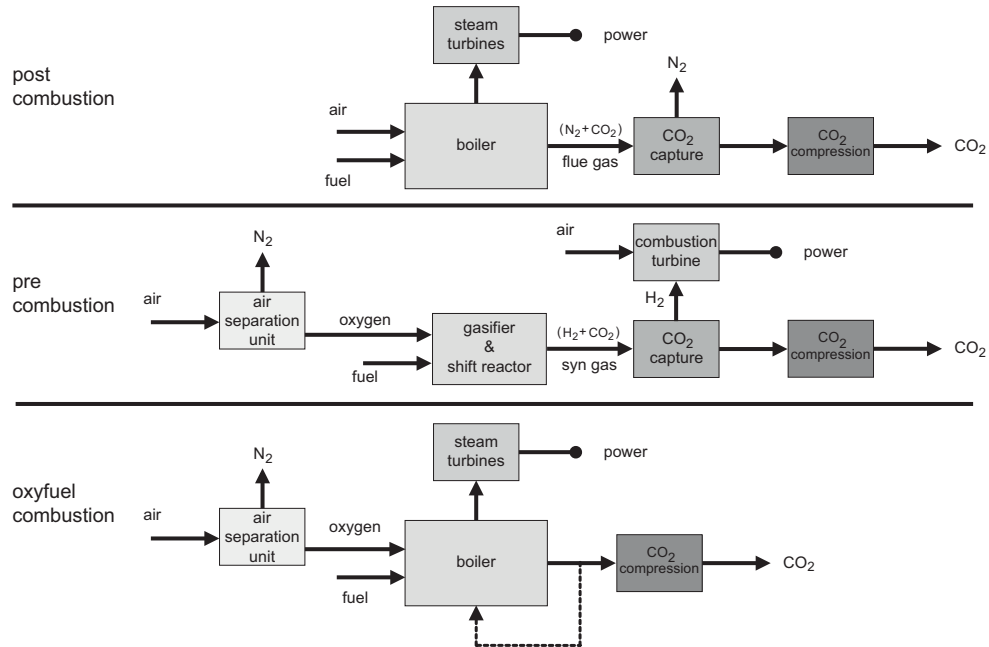 post
combustion
steam
turbines
power
N₂
air
fuel
boiler
(N₂+CO₂)
flue gas
CO₂
capture
CO₂
compression
CO₂
pre
combustion
air
N₂
air
separation
unit
oxygen
fuel
gasifier
&
shift reactor
(H₂+CO₂)
syn gas
air
combustion
turbine
power
H₂
CO₂
capture
CO₂
compression
CO₂
oxyfuel
combustion
air
N₂
air
separation
unit
oxygen
fuel
steam
turbines
power
boiler
CO₂
compression
CO₂